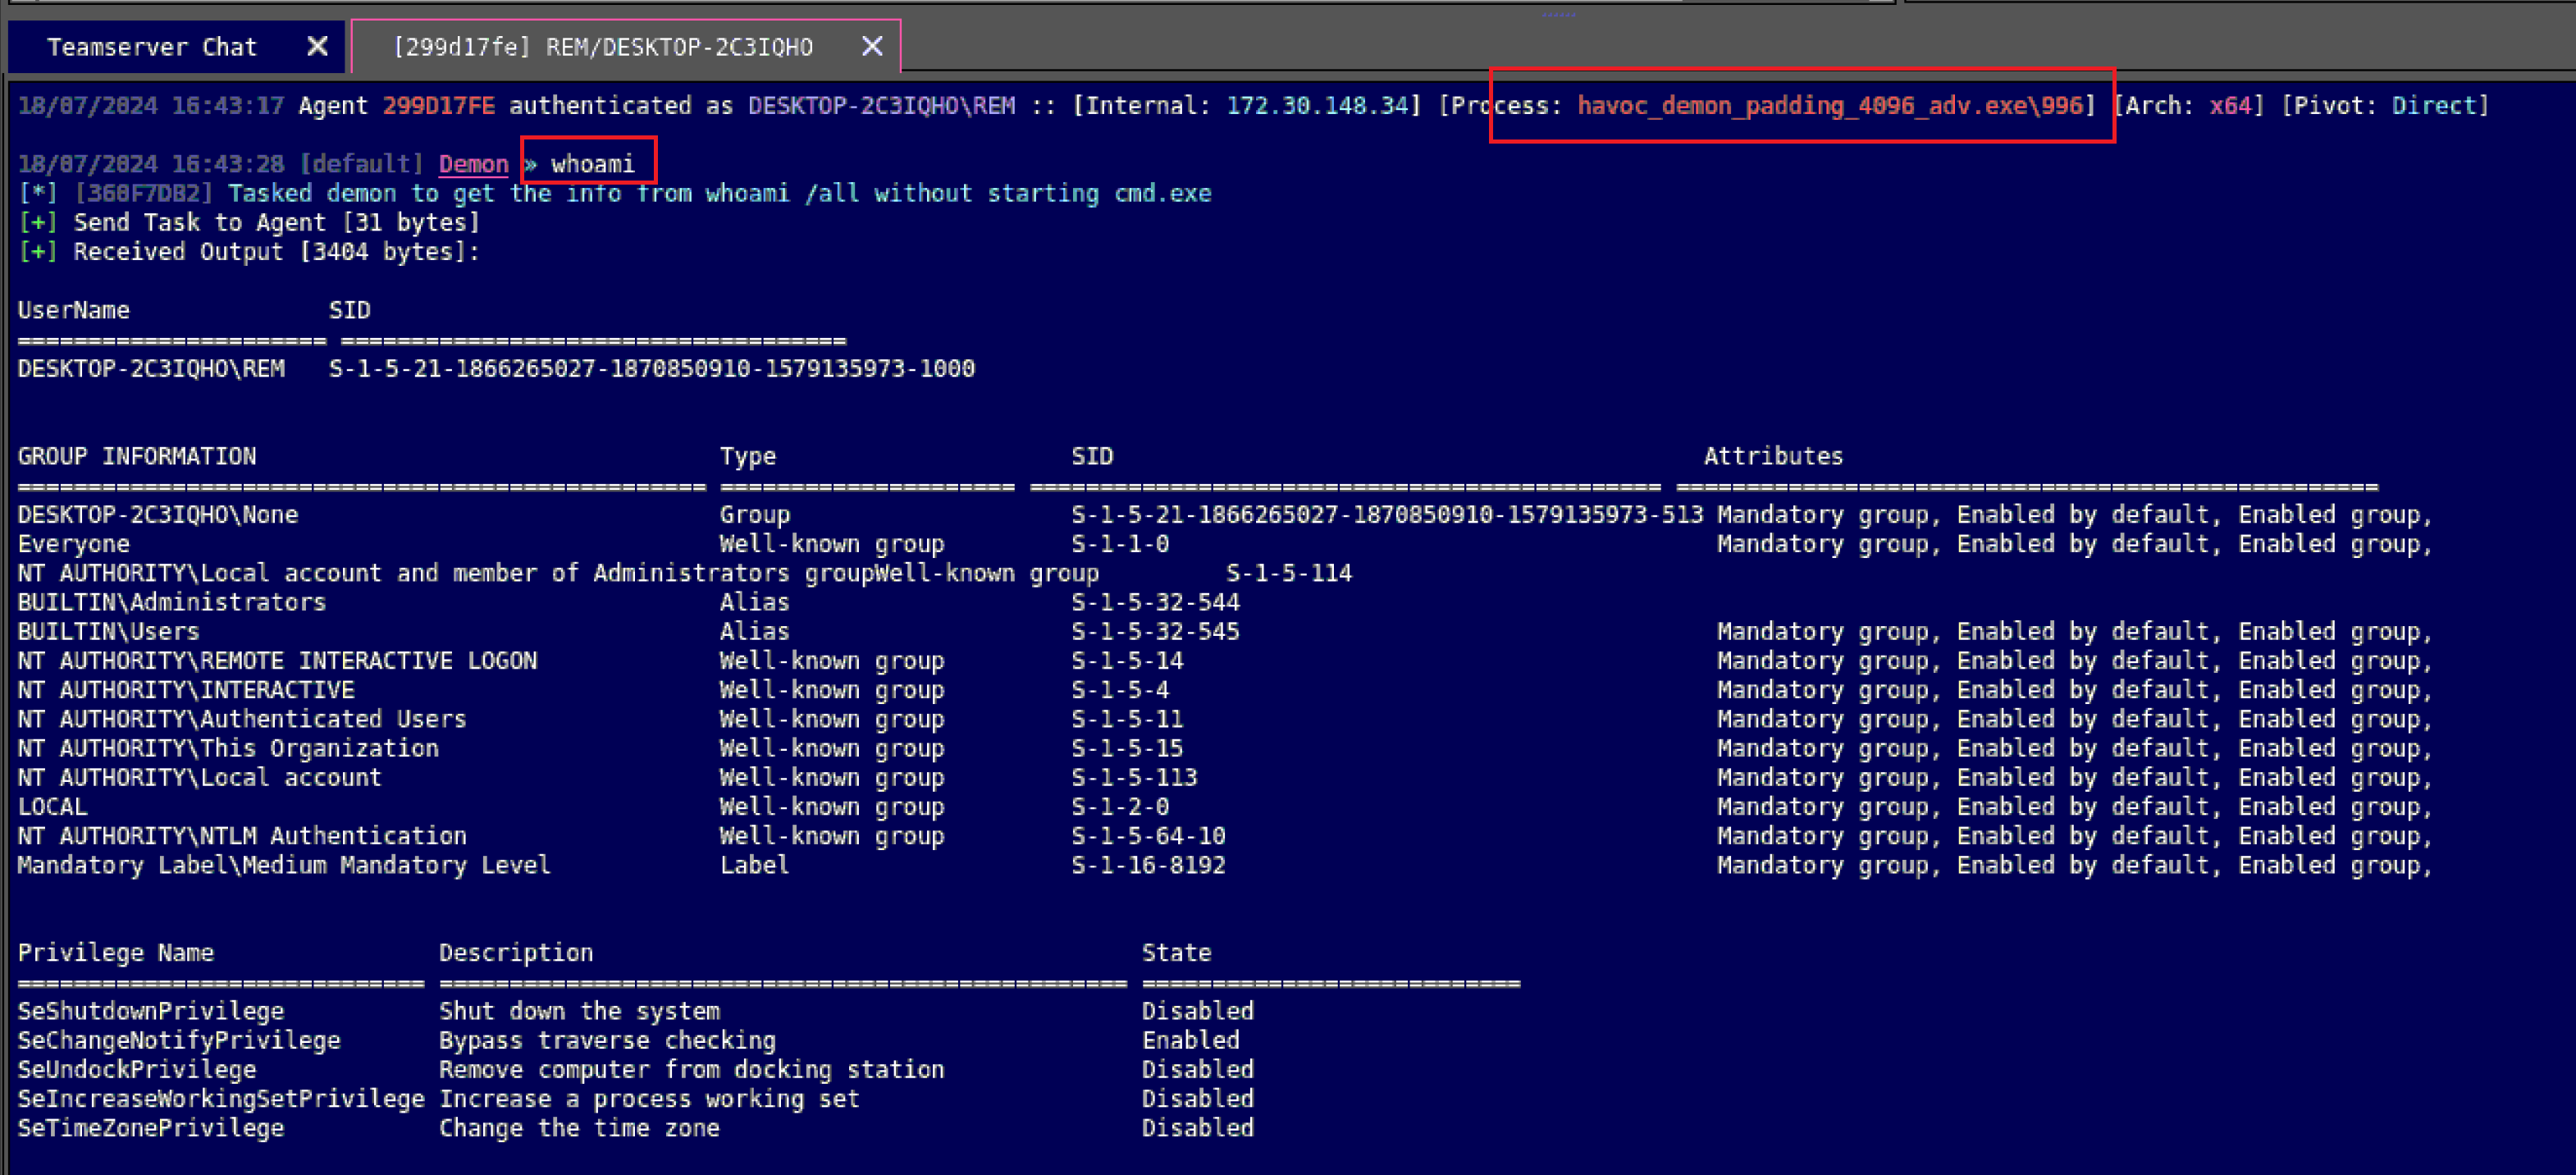 Teamserver Chat X [299d17fe] REM/DESKTOP-2C3IQHO X
18/07/2024 16:43:17 Agent 299D17FE authenticated as DESKTOP-2C3IQHO\REM :: [Internal: 172.30.148.34] [Process: havoc_demon_padding_4096_adv.exe\996] [Arch: x64] [Pivot: Direct]
18/07/2024 16:43:28 [default] Demon » whoami
[*] [360F7DB2] Tasked demon to get the info from whoami /all without starting cmd.exe
[+] Send Task to Agent [31 bytes]
[+] Received Output [3404 bytes]:
UserName SID
====================== ====================================
DESKTOP-2C3IQHO\REM S-1-5-21-1866265027-1870850910-1579135973-1000
GROUP INFORMATION Type SID Attributes
================================================= ===================== ============================================= ==================================================
DESKTOP-2C3IQHO\None Group S-1-5-21-1866265027-1870850910-1579135973-513 Mandatory group, Enabled by default, Enabled group,
Everyone Well-known group S-1-1-0 Mandatory group, Enabled by default, Enabled group,
NT AUTHORITY\Local account and member of Administrators groupWell-known group S-1-5-114
BUILTIN\Administrators Alias S-1-5-32-544
BUILTIN\Users Alias S-1-5-32-545 Mandatory group, Enabled by default, Enabled group,
NT AUTHORITY\REMOTE INTERACTIVE LOGON Well-known group S-1-5-14 Mandatory group, Enabled by default, Enabled group,
NT AUTHORITY\INTERACTIVE Well-known group S-1-5-4 Mandatory group, Enabled by default, Enabled group,
NT AUTHORITY\Authenticated Users Well-known group S-1-5-11 Mandatory group, Enabled by default, Enabled group,
NT AUTHORITY\This Organization Well-known group S-1-5-15 Mandatory group, Enabled by default, Enabled group,
NT AUTHORITY\Local account Well-known group S-1-5-113 Mandatory group, Enabled by default, Enabled group,
LOCAL Well-known group S-1-2-0 Mandatory group, Enabled by default, Enabled group,
NT AUTHORITY\NTLM Authentication Well-known group S-1-5-64-10 Mandatory group, Enabled by default, Enabled group,
Mandatory Label\Medium Mandatory Level Label S-1-16-8192 Mandatory group, Enabled by default, Enabled group,
Privilege Name Description State
============================= ================================================= ===========================
SeShutdownPrivilege Shut down the system Disabled
SeChangeNotifyPrivilege Bypass traverse checking Enabled
SeUndockPrivilege Remove computer from docking station Disabled
SeIncreaseWorkingSetPrivilege Increase a process working set Disabled
SeTimeZonePrivilege Change the time zone Disabled